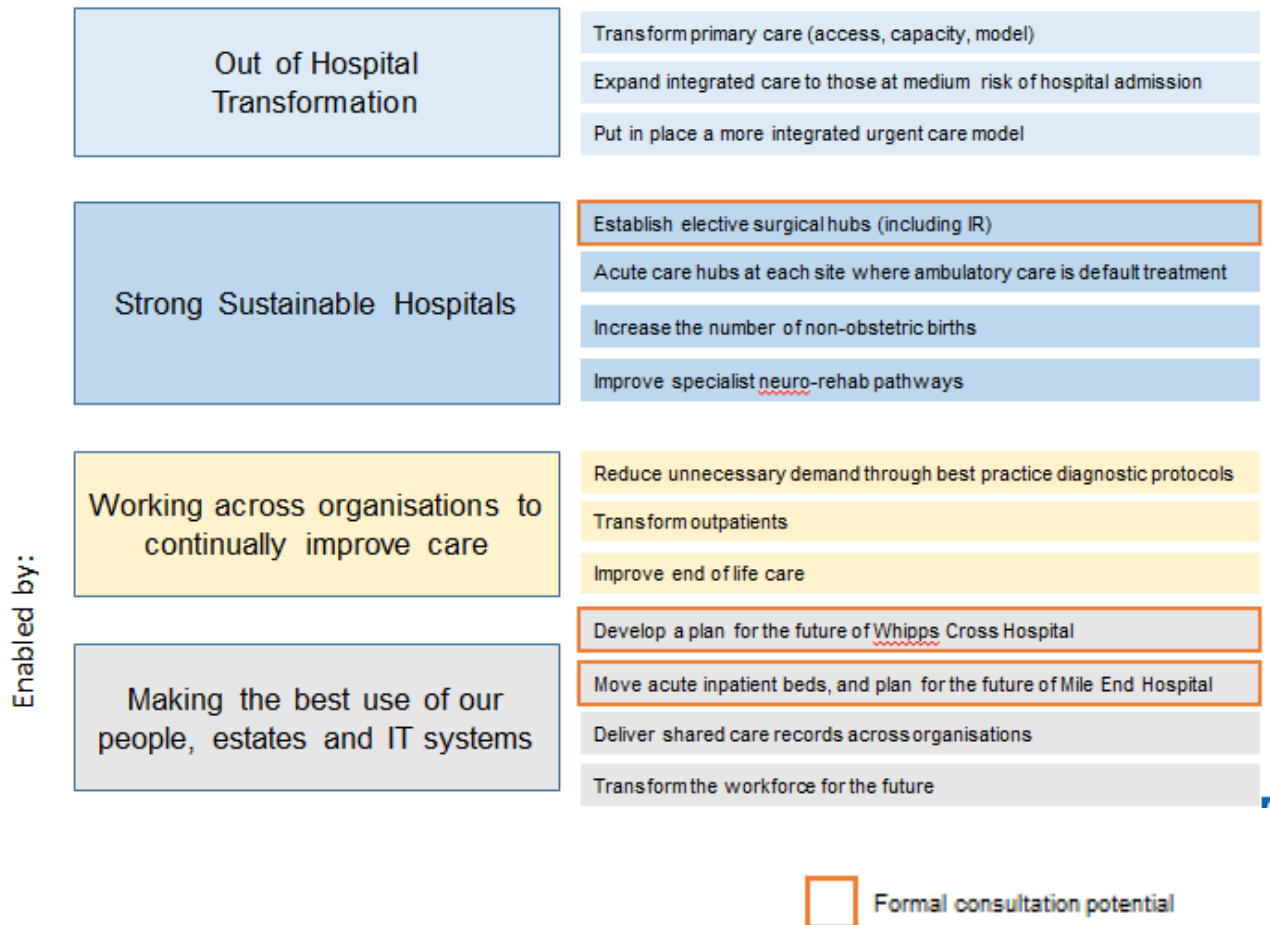 Out of Hospital
Transformation
Transform primary care (access, capacity, model)
Expand integrated care to those at medium risk of hospital admission
Put in place a more integrated urgent care model
Strong Sustainable Hospitals
Establish elective surgical hubs (including IR)
Acute care hubs at each site where ambulatory care is default treatment
Increase the number of non-obstetric births
Improve specialist neuro-rehab pathways
Enabled by:
Working across organisations to
continually improve care
Reduce unnecessary demand through best practice diagnostic protocols
Transform outpatients
Improve end of life care
Making the best use of our
people, estates and IT systems
Develop a plan for the future of Whipps Cross Hospital
Move acute inpatient beds, and plan for the future of Mile End Hospital
Deliver shared care records across organisations
Transform the workforce for the future
Formal consultation potential